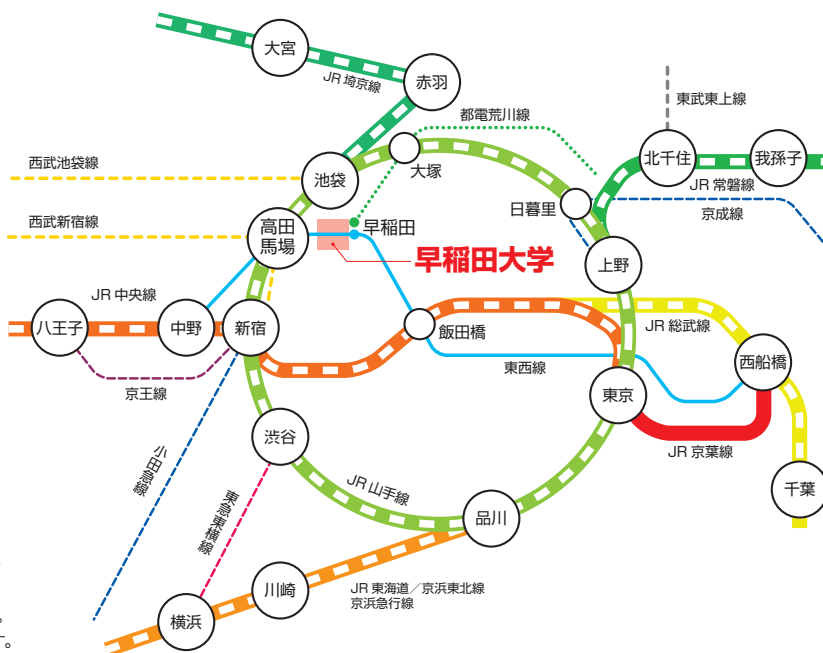 大宮
JR 埼京線
赤羽
都電荒川線
東武東上線
西武池袋線
池袋
大塚
北千住
我孫子
JR 常磐線
日暮里
京成線
西武新宿線
高田
馬場
早稲田
早稲田大学
上野
JR 中央線
八王子
中野
新宿
飯田橋
JR 総武線
京王線
東西線
西船橋
東京
小田急線
渋谷
JR 京葉線
東急東横線
JR 山手線
千葉
品川
川崎
JR 東海道／京浜東北線
京浜急行線
横浜
。
す。